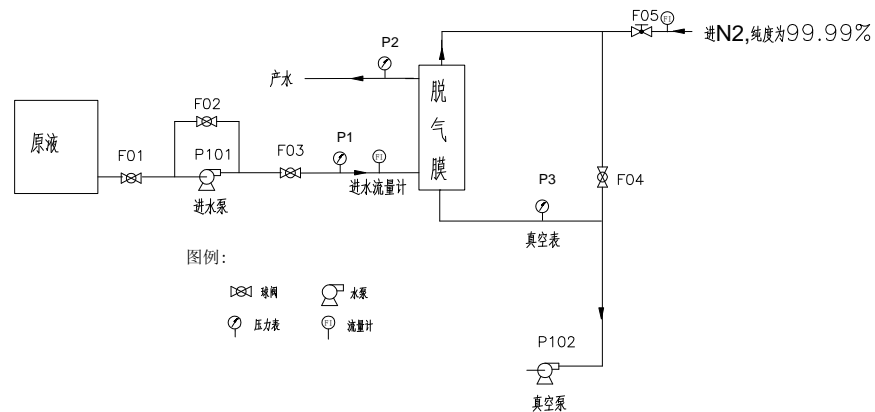 F05
FI
进N2,纯度为99.99%
P2
产水
脱气膜
原液
F02
P101
F01
进水泵
F03
P1
FI
进水流量计
P3
真空表
F04
图例:
球阀
水泵
压力表
FI
流量计
P102
真空泵